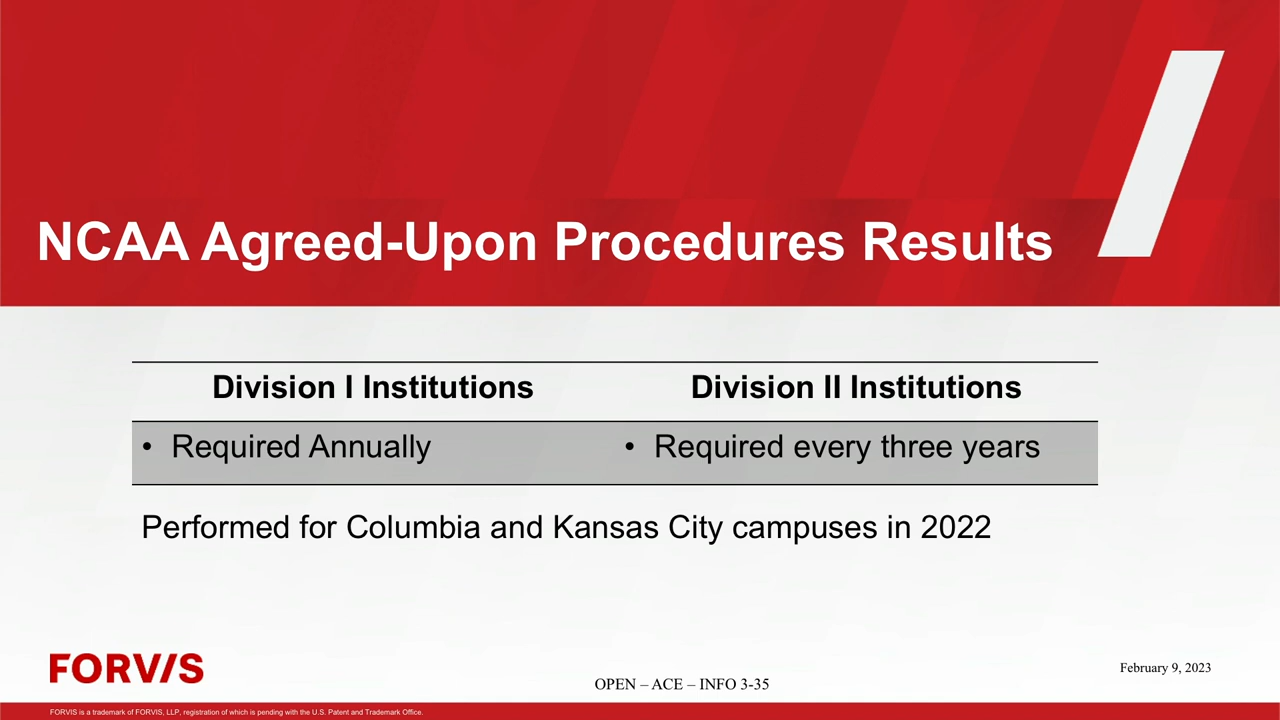 NCAA Agreed-Upon Procedures Results
Division I Institutions
Division II Institutions
• Required Annually
• Required every three years
Performed for Columbia and Kansas City campuses in 2022
FORVIS
February 9, 2023
OPEN – ACE – INFO 3-35
FORVIS is a trademark of FORVIS, LLP, registration of which is pending with the U.S. Patent and Trademark Office.